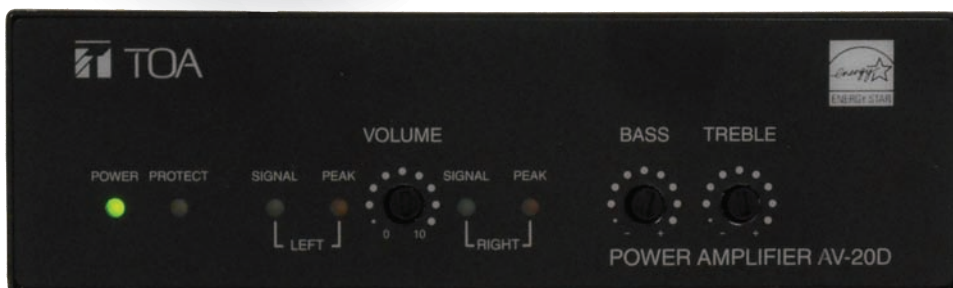 TOA
energy
ENERGY STAR
VOLUME
BASS TREBLE
POWER PROTECT SIGNAL PEAK SIGNAL PEAK
0 10
- + - +
LEFT RIGHT
POWER AMPLIFIER AV-20D